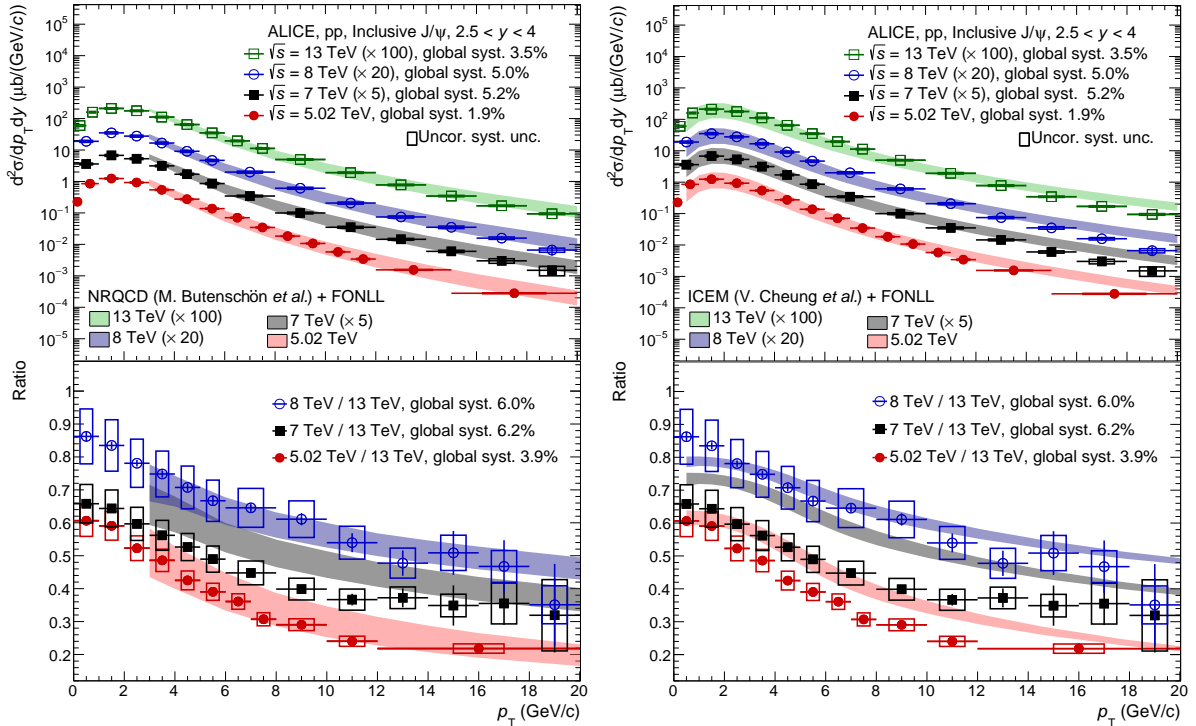 d²σ/dp_T dy (μb/(GeV/c))
10⁵
10⁴
10³
10²
10
1
10⁻¹
10⁻²
10⁻³
10⁻⁴
10⁻⁵
ALICE, pp, Inclusive J/ψ, 2.5 < y < 4
√s = 13 TeV (× 100), global syst. 3.5%
√s = 8 TeV (× 20), global syst. 5.0%
√s = 7 TeV (× 5), global syst. 5.2%
√s = 5.02 TeV, global syst. 1.9%
Uncor. syst. unc.
NRQCD (M. Butenschön et al.) + FONLL
13 TeV (× 100)
7 TeV (× 5)
8 TeV (× 20)
5.02 TeV
Ratio
1
0.9
0.8
0.7
0.6
0.5
0.4
0.3
0.2
8 TeV / 13 TeV, global syst. 6.0%
7 TeV / 13 TeV, global syst. 6.2%
5.02 TeV / 13 TeV, global syst. 3.9%
0 2 4 6 8 10 12 14 16 18 20
p_T (GeV/c)
d²σ/dp_T dy (μb/(GeV/c))
10⁵
10⁴
10³
10²
10
1
10⁻¹
10⁻²
10⁻³
10⁻⁴
10⁻⁵
ALICE, pp, Inclusive J/ψ, 2.5 < y < 4
√s = 13 TeV (× 100), global syst. 3.5%
√s = 8 TeV (× 20), global syst. 5.0%
√s = 7 TeV (× 5), global syst. 5.2%
√s = 5.02 TeV, global syst. 1.9%
Uncor. syst. unc.
ICEM (V. Cheung et al.) + FONLL
13 TeV (× 100)
7 TeV (× 5)
8 TeV (× 20)
5.02 TeV
Ratio
1
0.9
0.8
0.7
0.6
0.5
0.4
0.3
0.2
8 TeV / 13 TeV, global syst. 6.0%
7 TeV / 13 TeV, global syst. 6.2%
5.02 TeV / 13 TeV, global syst. 3.9%
0 2 4 6 8 10 12 14 16 18 20
p_T (GeV/c)